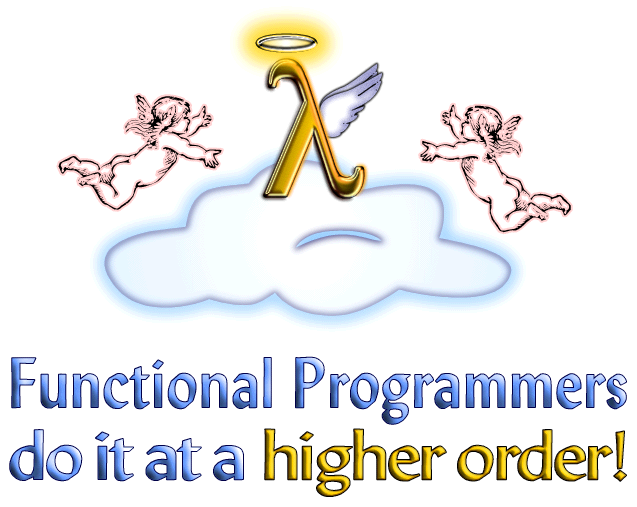 λ
Functional Programmers
do it at a higher order!